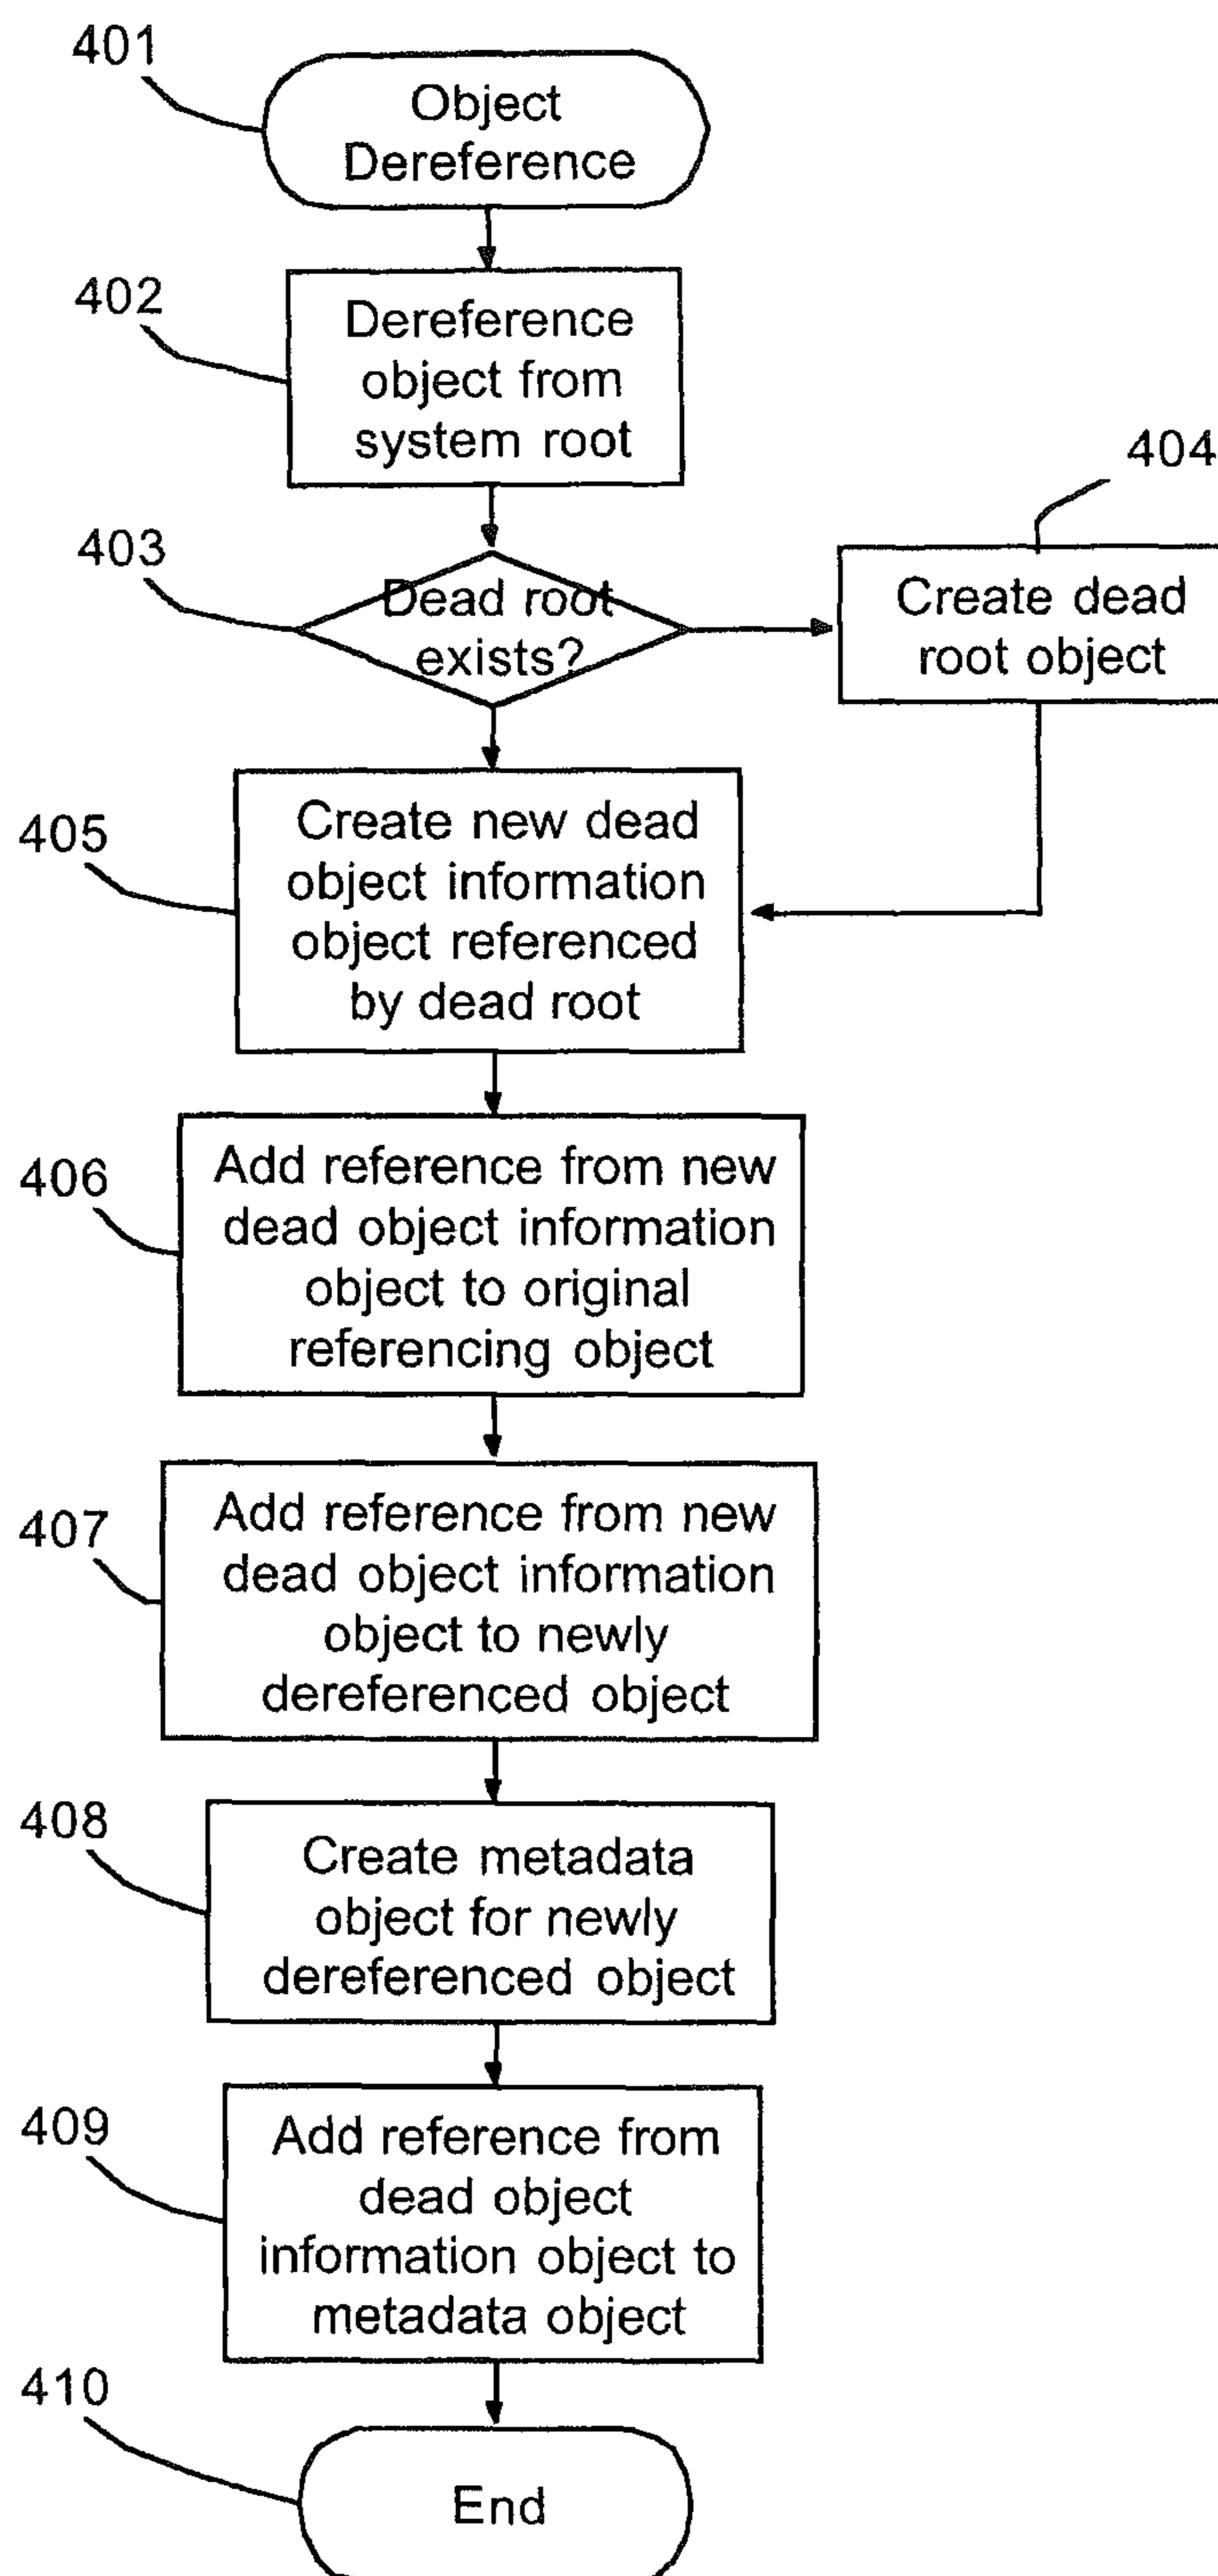 401
Object
Dereference
402
Dereference
object from
system root
403
Dead root
exists?
404
Create dead
root object
405
Create new dead
object information
object referenced
by dead root
406
Add reference from new
dead object information
object to original
referencing object
407
Add reference from new
dead object information
object to newly
dereferenced object
408
Create metadata
object for newly
dereferenced object
409
Add reference from
dead object
information object to
metadata object
410
End